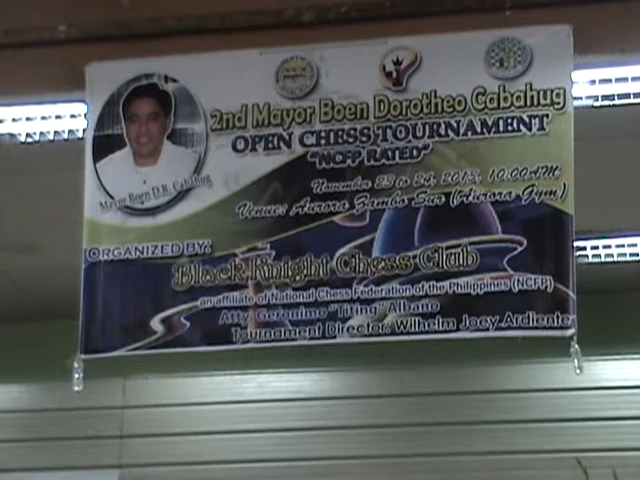 2nd Mayor Boen Dorotheo Cabahug
OPEN CHESS TOURNAMENT
"NCFP RATED"
November 23 to 24, 2013, 10:00AM
Venue: Aurora Zambo Sur (Aurora Gym)
Mayor Boen D.R. Cabahug
ORGANIZED BY:
Black Knight Chess Club
an affiliate of National Chess Federation of the Philippines (NCFP)
Atty Geronimo "Titing" Albano
Tournament Director: Wilhelm Joey Ardiente